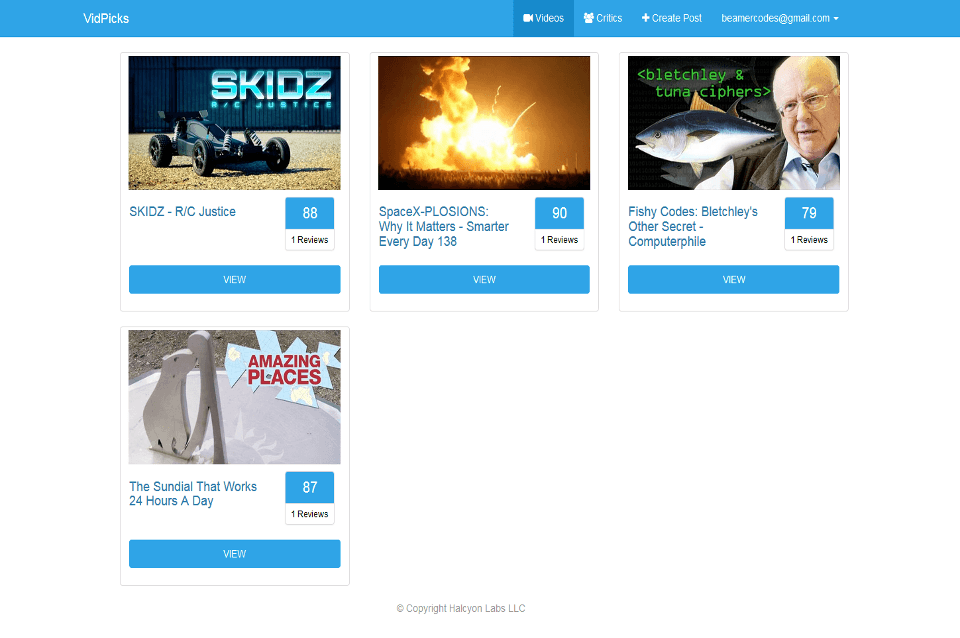 VidPicks
Videos
Critics
Create Post
beamercodes@gmail.com
SKIDZ
R/C JUSTICE
<bletchley &
tuna ciphers>
SKIDZ - R/C Justice
88
1 Reviews
SpaceX-PLOSIONS:
Why It Matters - Smarter
Every Day 138
90
1 Reviews
Fishy Codes: Bletchley's
Other Secret -
Computerphile
79
1 Reviews
VIEW
VIEW
VIEW
AMAZING
PLACES
The Sundial That Works
24 Hours A Day
87
1 Reviews
VIEW
© Copyright Halcyon Labs LLC